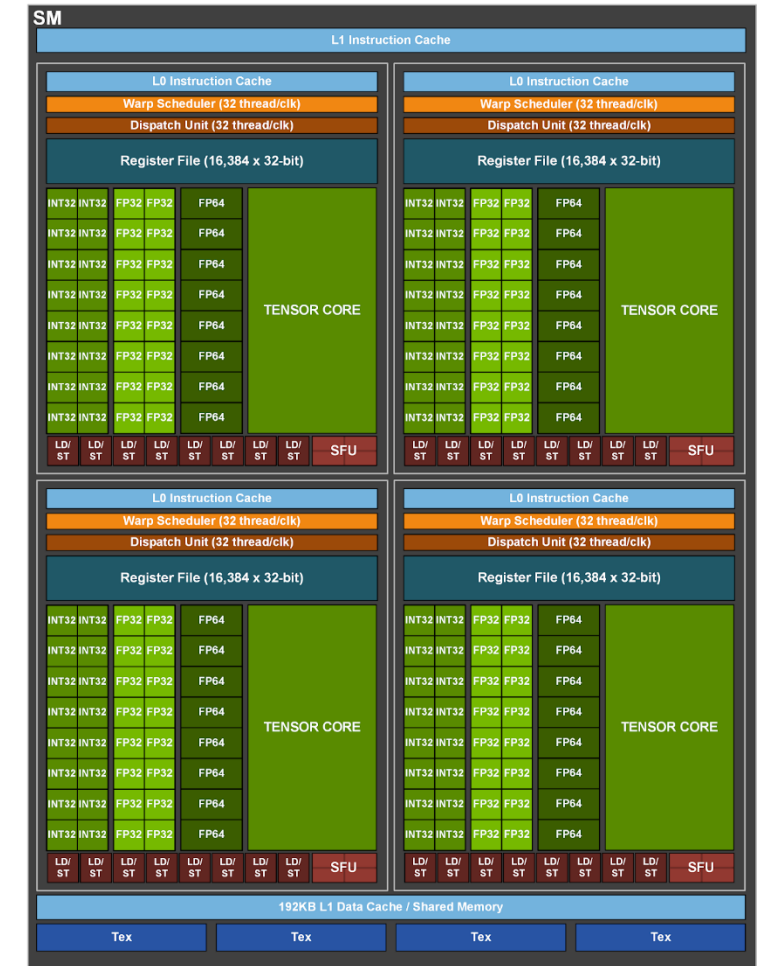 SM
L1 Instruction Cache
L0 Instruction Cache
Warp Scheduler (32 thread/clk)
Dispatch Unit (32 thread/clk)
Register File (16,384 x 32-bit)
INT32 INT32 FP32 FP32 FP64
INT32 INT32 FP32 FP32 FP64
INT32 INT32 FP32 FP32 FP64
INT32 INT32 FP32 FP32 FP64
TENSOR CORE
INT32 INT32 FP32 FP32 FP64
INT32 INT32 FP32 FP32 FP64
INT32 INT32 FP32 FP32 FP64
INT32 INT32 FP32 FP32 FP64
LD/ LD/ LD/ LD/ LD/ LD/ LD/ LD/
ST ST ST ST ST ST ST ST
SFU
L0 Instruction Cache
Warp Scheduler (32 thread/clk)
Dispatch Unit (32 thread/clk)
Register File (16,384 x 32-bit)
INT32 INT32 FP32 FP32 FP64
INT32 INT32 FP32 FP32 FP64
INT32 INT32 FP32 FP32 FP64
INT32 INT32 FP32 FP32 FP64
TENSOR CORE
INT32 INT32 FP32 FP32 FP64
INT32 INT32 FP32 FP32 FP64
INT32 INT32 FP32 FP32 FP64
INT32 INT32 FP32 FP32 FP64
LD/ LD/ LD/ LD/ LD/ LD/ LD/ LD/
ST ST ST ST ST ST ST ST
SFU
L0 Instruction Cache
Warp Scheduler (32 thread/clk)
Dispatch Unit (32 thread/clk)
Register File (16,384 x 32-bit)
INT32 INT32 FP32 FP32 FP64
INT32 INT32 FP32 FP32 FP64
INT32 INT32 FP32 FP32 FP64
INT32 INT32 FP32 FP32 FP64
TENSOR CORE
INT32 INT32 FP32 FP32 FP64
INT32 INT32 FP32 FP32 FP64
INT32 INT32 FP32 FP32 FP64
INT32 INT32 FP32 FP32 FP64
LD/ LD/ LD/ LD/ LD/ LD/ LD/ LD/
ST ST ST ST ST ST ST ST
SFU
L0 Instruction Cache
Warp Scheduler (32 thread/clk)
Dispatch Unit (32 thread/clk)
Register File (16,384 x 32-bit)
INT32 INT32 FP32 FP32 FP64
INT32 INT32 FP32 FP32 FP64
INT32 INT32 FP32 FP32 FP64
INT32 INT32 FP32 FP32 FP64
TENSOR CORE
INT32 INT32 FP32 FP32 FP64
INT32 INT32 FP32 FP32 FP64
INT32 INT32 FP32 FP32 FP64
INT32 INT32 FP32 FP32 FP64
LD/ LD/ LD/ LD/ LD/ LD/ LD/ LD/
ST ST ST ST ST ST ST ST
SFU
192KB L1 Data Cache / Shared Memory
Tex Tex Tex Tex